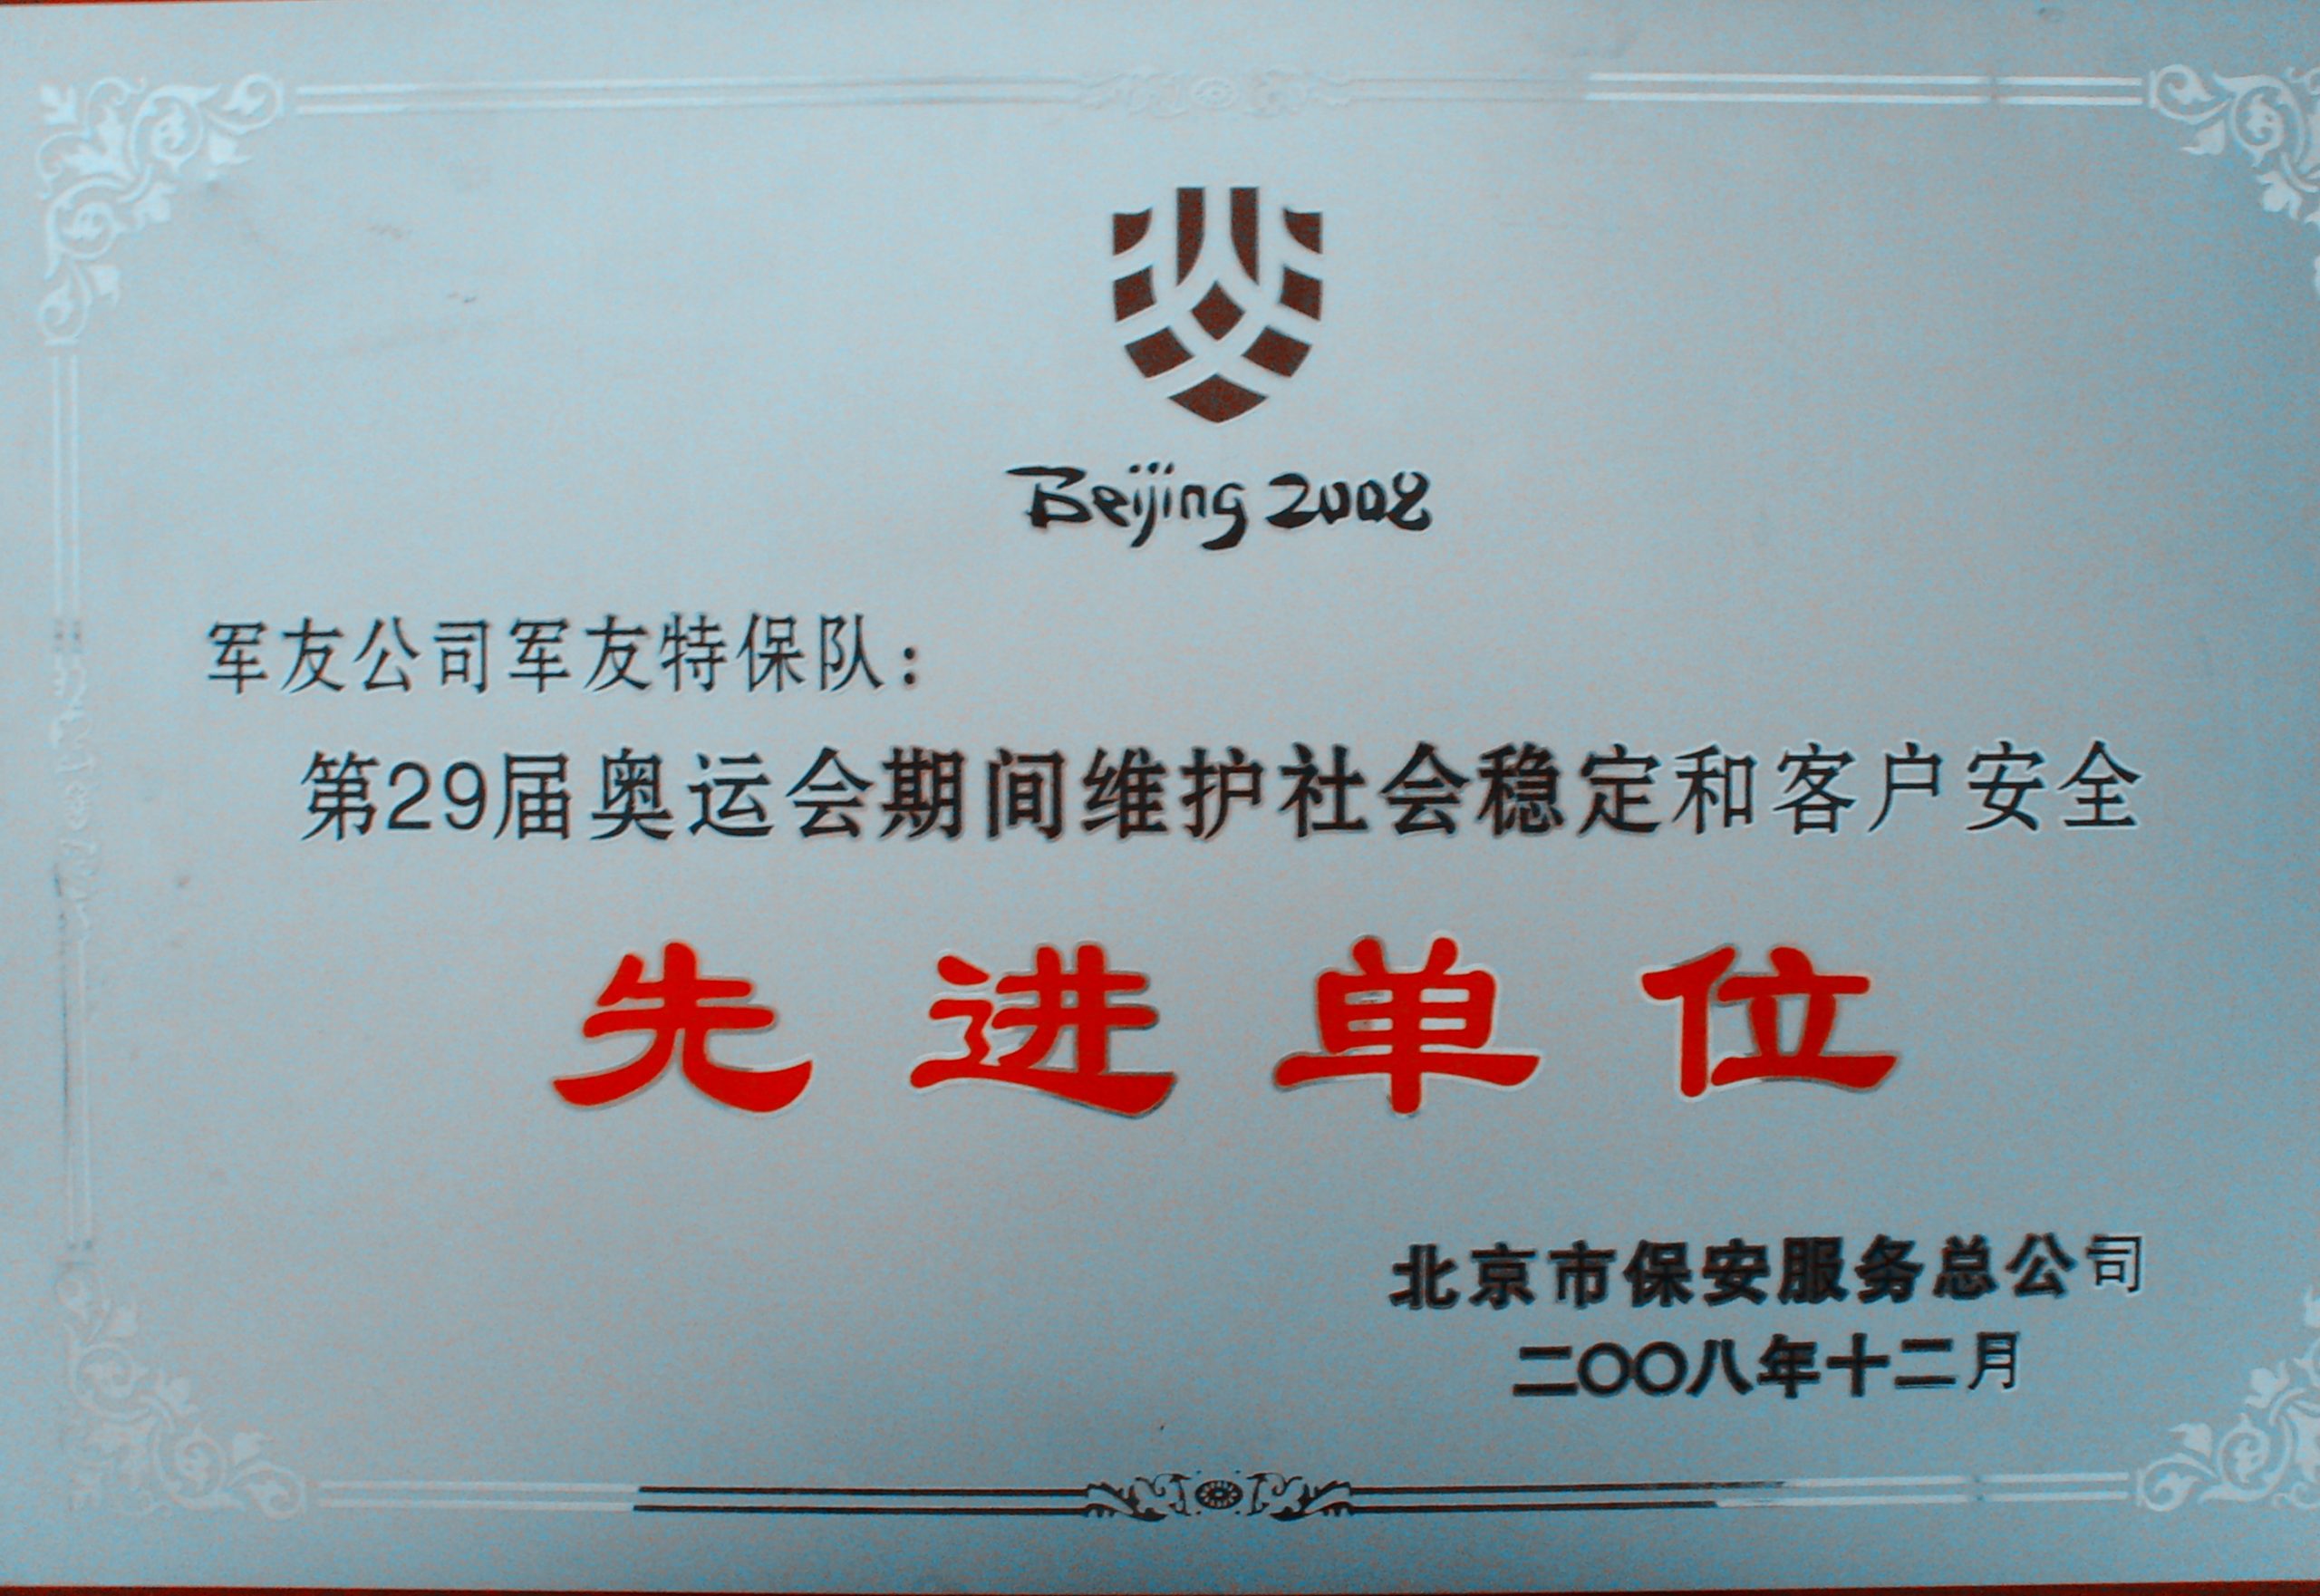 Beijing 2008
军友公司军友特保队：
第29届奥运会期间维护社会稳定和客户安全
先进单位
北京市保安服务总公司
二〇〇八年十二月